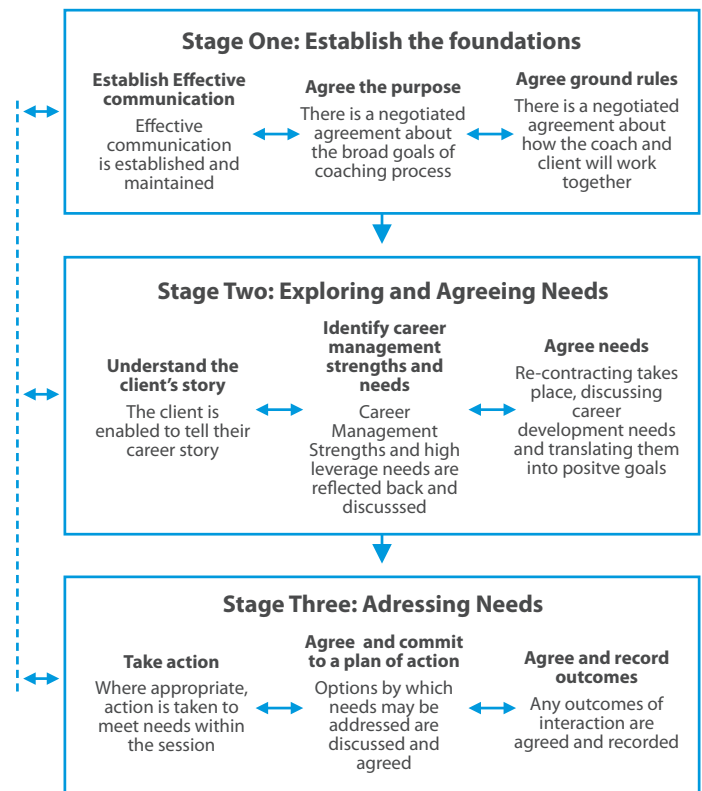 Stage One: Establish the foundations
Establish Effective
communication
Effective
communication
is established and
maintained
Agree the purpose
There is a negotiated
agreement about
the broad goals of
coaching process
Agree ground rules
There is a negotiated
agreement about
how the coach and
client will work
together
Stage Two: Exploring and Agreeing Needs
Understand the
client's story
The client is
enabled to tell their
career story
Identify career
management
strengths and
needs
Career
Management
Strengths and high
leverage needs are
reflected back and
discusssed
Agree needs
Re-contracting takes
place, discussing
career
development needs
and translating them
into positve goals
Stage Three: Adressing Needs
Take action
Where appropriate,
action is taken to
meet needs within
the session
Agree and commit
to a plan of action
Options by which
needs may be
addressed are
discussed and
agreed
Agree and record
outcomes
Any outcomes of
interaction are
agreed and recorded